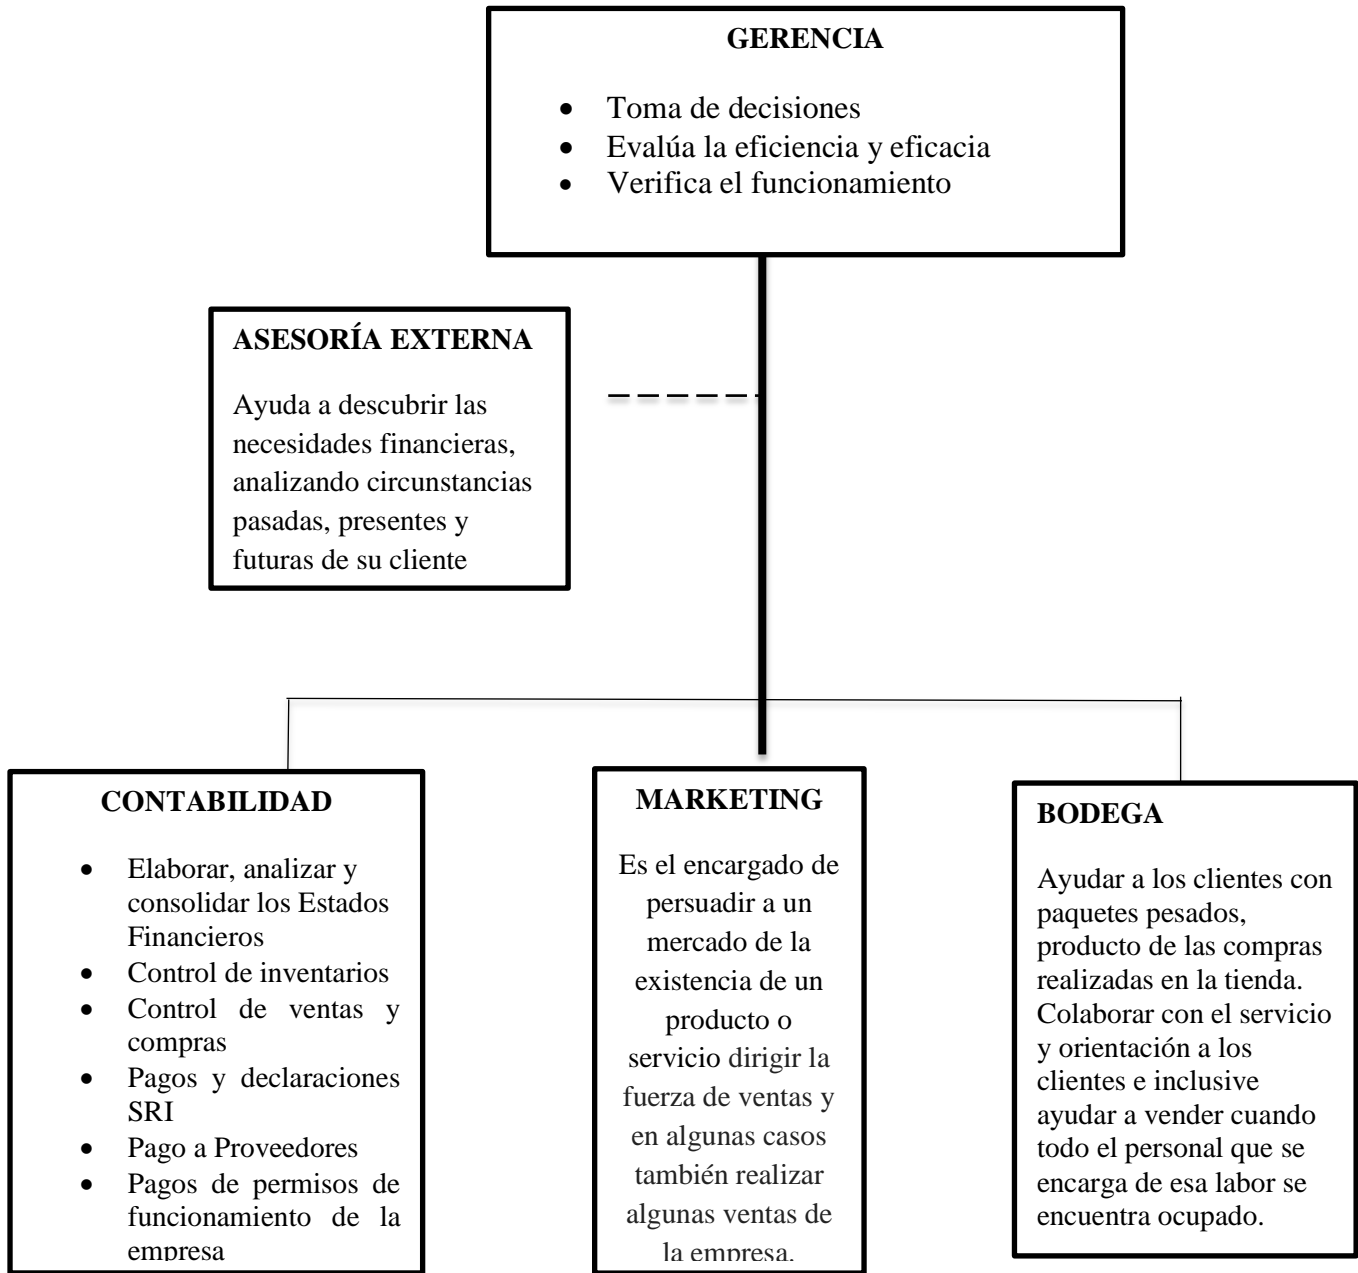 GERENCIA
• Toma de decisiones
• Evalúa la eficiencia y eficacia
• Verifica el funcionamiento
ASESORÍA EXTERNA
Ayuda a descubrir las
necesidades financieras,
analizando circunstancias
pasadas, presentes y
futuras de su cliente
CONTABILIDAD
• Elaborar, analizar y
consolidar los Estados
Financieros
• Control de inventarios
• Control de ventas y
compras
• Pagos y declaraciones
SRI
• Pago a Proveedores
• Pagos de permisos de
funcionamiento de la
empresa
MARKETING
Es el encargado de
persuadir a un
mercado de la
existencia de un
producto o
servicio dirigir la
fuerza de ventas y
en algunas casos
también realizar
algunas ventas de
la empresa.
BODEGA
Ayudar a los clientes con
paquetes pesados,
producto de las compras
realizadas en la tienda.
Colaborar con el servicio
y orientación a los
clientes e inclusive
ayudar a vender cuando
todo el personal que se
encarga de esa labor se
encuentra ocupado.